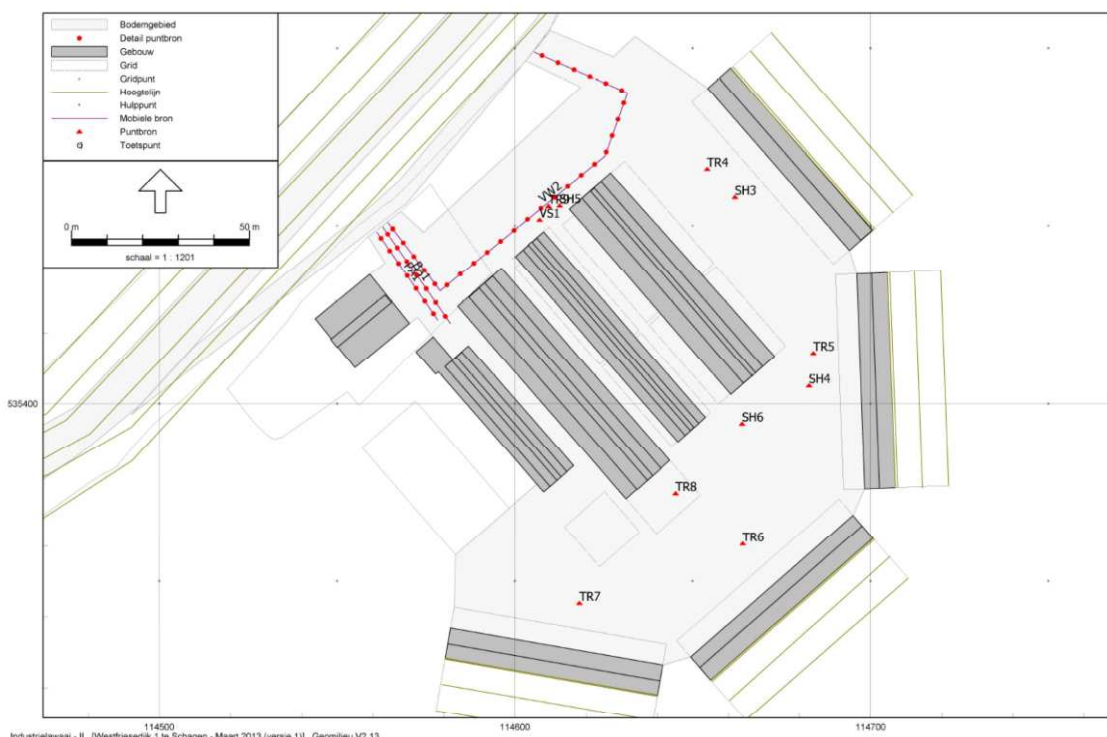 Bodemgebied
Detail puntbron
Gebouw
Grid
Gridpunt
Hoogtelijn
Hulppunt
Mobiele bron
Puntbron
Toetspunt
0 m
50 m
schaal = 1 : 1201
TR4
SH3
VW2
SH5
VS1
TR5
SH4
SH6
TR8
TR6
TR7
535400
114500
114600
114700
Industrielawaai - IL, [Westfriesedijk 1 te Schagen - Maart 2013 (versie 1)], Geomilieu V2.13